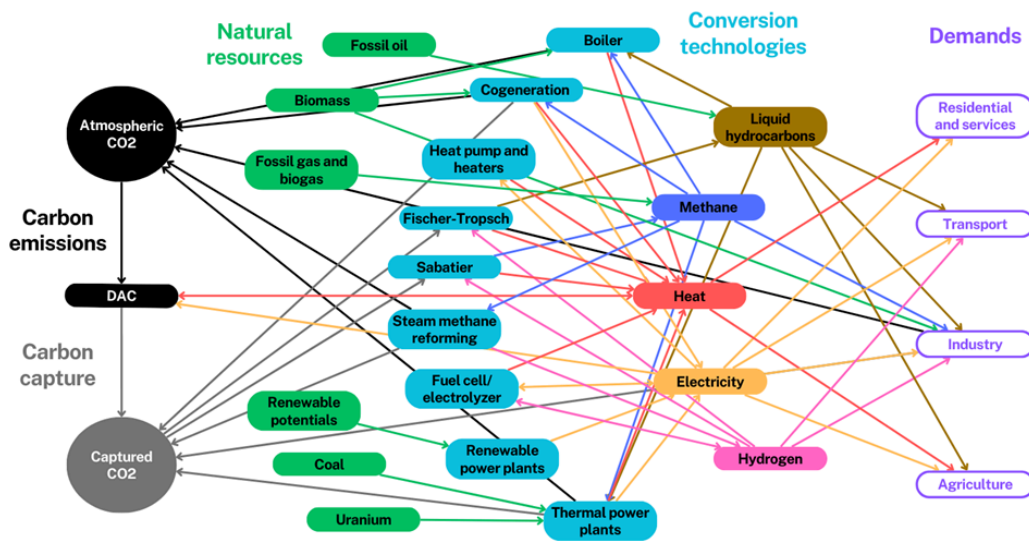 Natural
resources
Conversion
technologies
Demands
Fossil oil
Boiler
Biomass
Cogeneration
Atmospheric
CO2
Liquid
hydrocarbons
Residential
and services
Fossil gas and
biogas
Heat pump and
heaters
Carbon
emissions
Fischer-Tropsch
Methane
Transport
Sabatier
DAC
Heat
Steam methane
reforming
Industry
Carbon
capture
Fuel cell/
electrolyzer
Electricity
Renewable
potentials
Captured
CO2
Renewable
power plants
Hydrogen
Coal
Agriculture
Uranium
Thermal power
plants